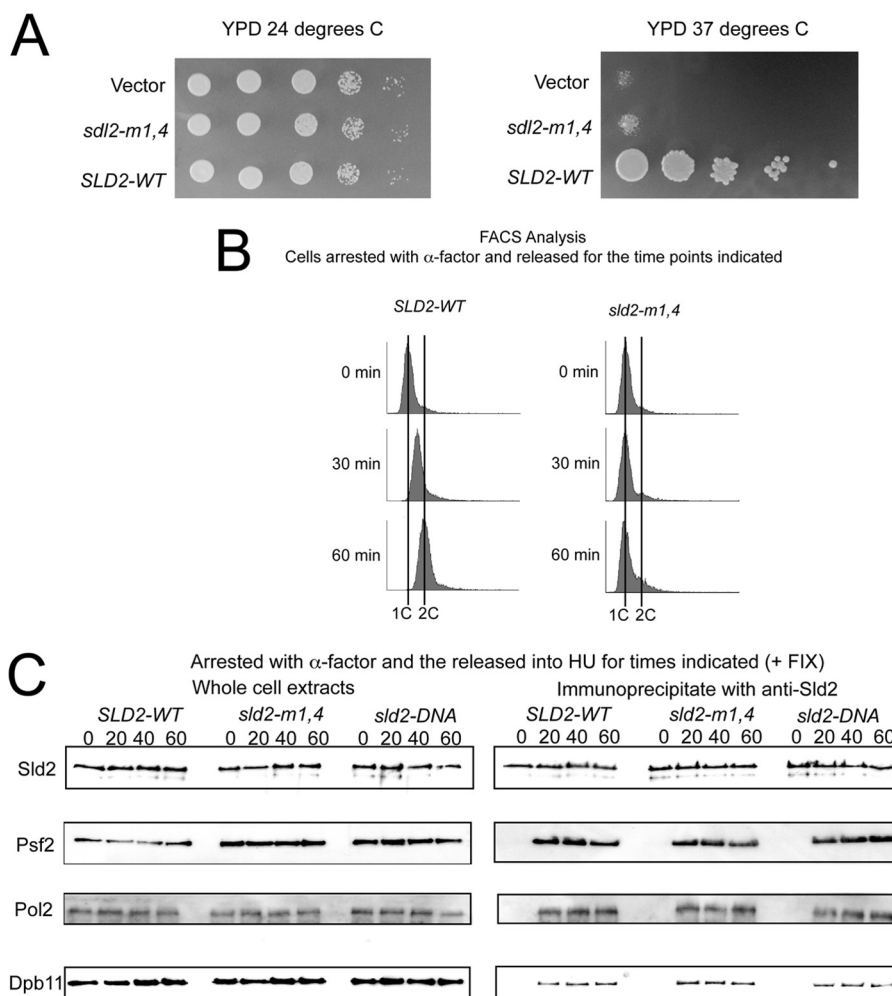 A
YPD 24 degrees C
YPD 37 degrees C
Vector
sdl2-m1,4
SLD2-WT
Vector
sdl2-m1,4
SLD2-WT
B
FACS Analysis
Cells arrested with α-factor and released for the time points indicated
SLD2-WT
sld2-m1,4
0 min
0 min
30 min
30 min
60 min
60 min
1C 2C
1C 2C
C
Arrested with α-factor and the released into HU for times indicated (+ FIX)
Whole cell extracts
Immunoprecipitate with anti-Sld2
SLD2-WT sld2-m1,4 sld2-DNA
SLD2-WT sld2-m1,4 sld2-DNA
0 20 40 60 0 20 40 60 0 20 40 60
0 20 40 60 0 20 40 60 0 20 40 60
Sld2
Psf2
Pol2
Dpb11